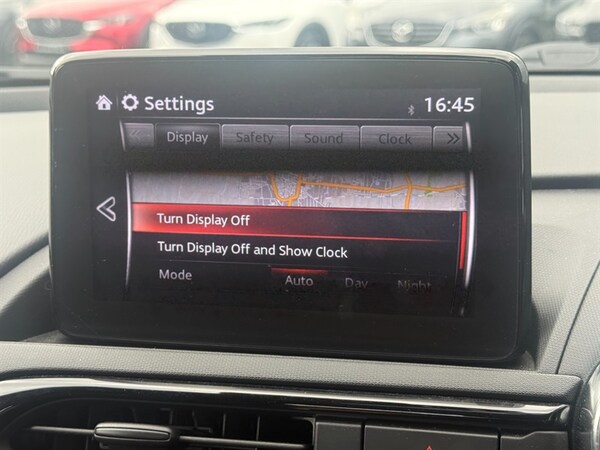 Settings 16:45
Display Safety Sound Clock
Turn Display Off
Turn Display Off and Show Clock
Mode Auto Day Night